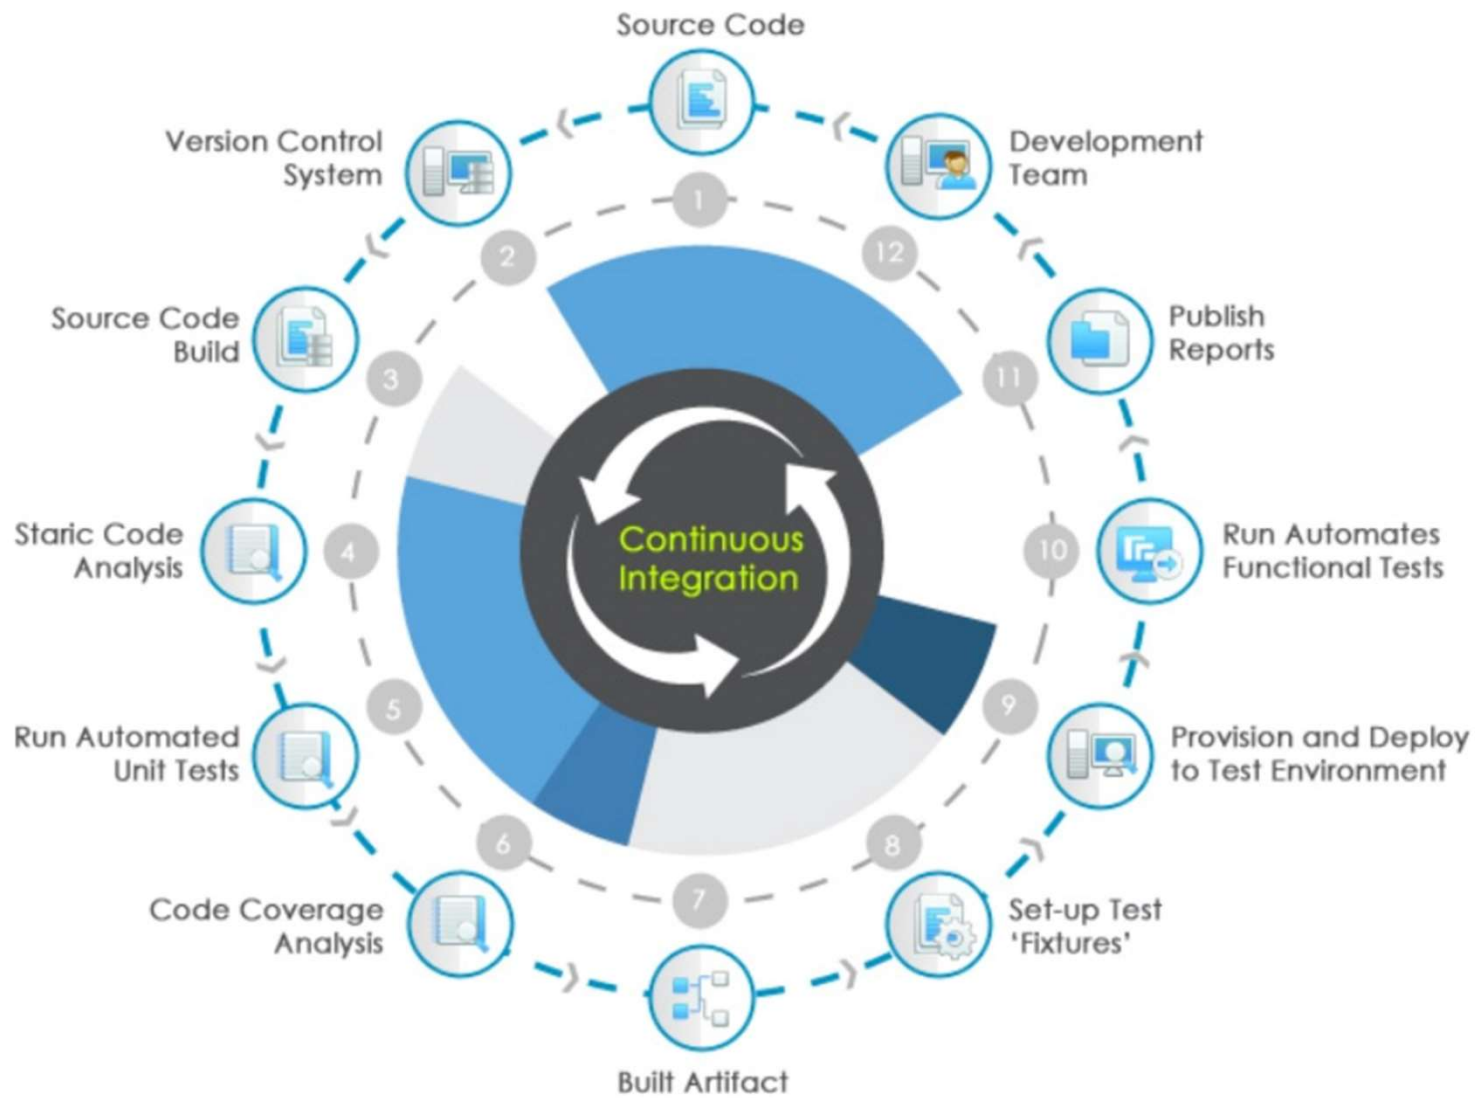 Source Code
Version Control
System
Development
Team
1
2
12
Source Code
Build
Publish
Reports
3
11
Staric Code
Analysis
4
Continuous
Integration
10
Run Automates
Functional Tests
5
9
Run Automated
Unit Tests
Provision and Deploy
to Test Environment
6
8
7
Code Coverage
Analysis
Set-up Test
‘Fixtures’
Built Artifact